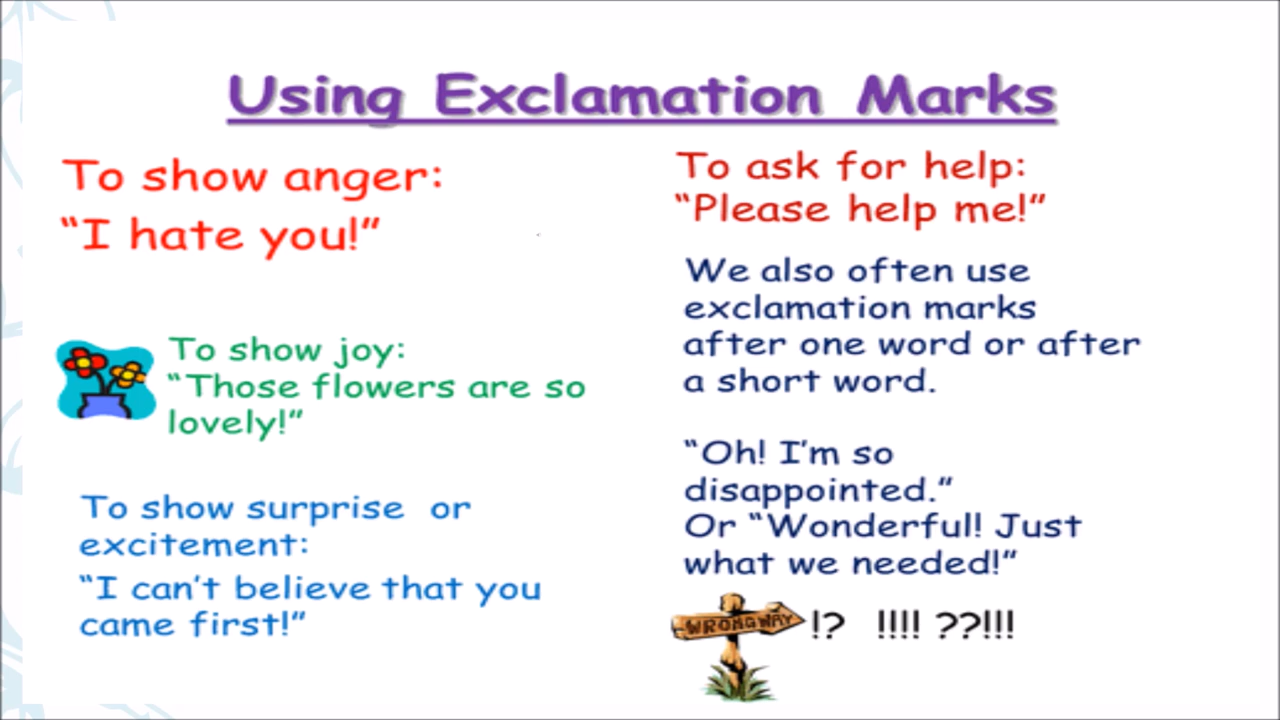 Using Exclamation Marks
To show anger:
“I hate you!”
To show joy:
“Those flowers are so
lovely!”
To show surprise or
excitement:
“I can’t believe that you
came first!”
To ask for help:
“Please help me!”
We also often use
exclamation marks
after one word or after
a short word.
“Oh! I’m so
disappointed.”
Or “Wonderful! Just
what we needed!”
WRONG WAY
!? !!!! ??!!!